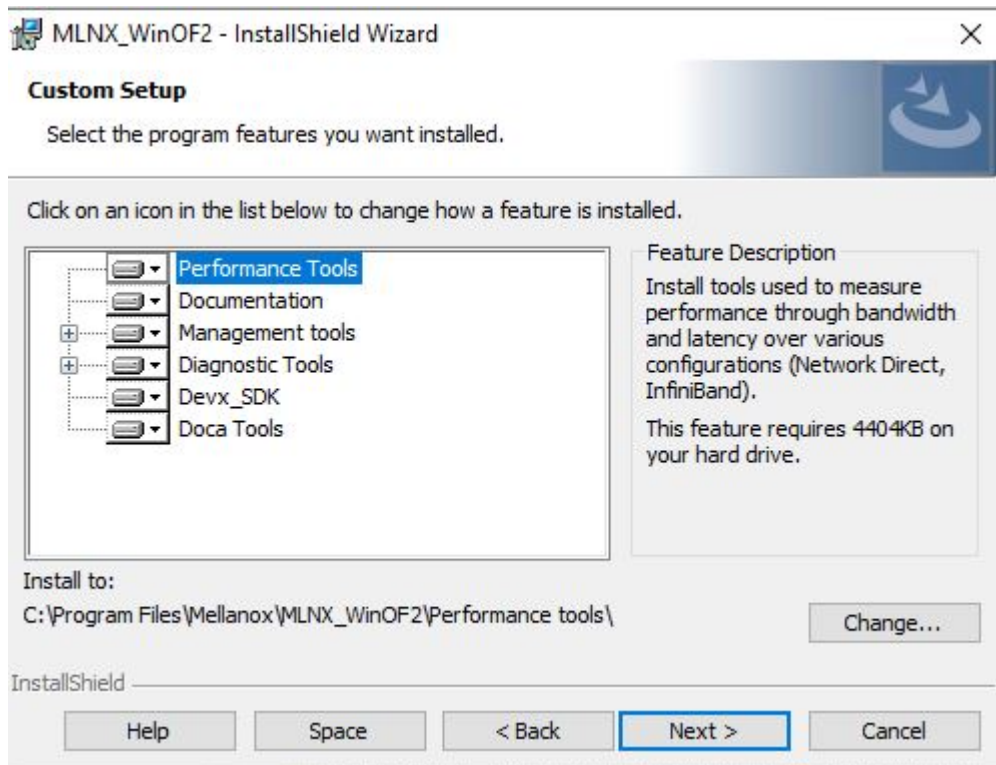 MLNX_WinOF2 - InstallShield Wizard
Custom Setup
Select the program features you want installed.
Click on an icon in the list below to change how a feature is installed.
Performance Tools
Documentation
Management tools
Diagnostic Tools
Devx_SDK
Doca Tools
Feature Description
Install tools used to measure
performance through bandwidth
and latency over various
configurations (Network Direct,
InfiniBand).
This feature requires 4404KB on
your hard drive.
Install to:
C:\Program Files\Mellanox\MLNX_WinOF2\Performance tools\
Change...
InstallShield
Help
Space
< Back
Next >
Cancel